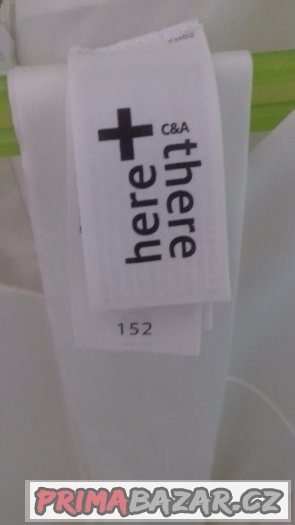 here +
C&A
there
152
PRIMABAZAR.CZ